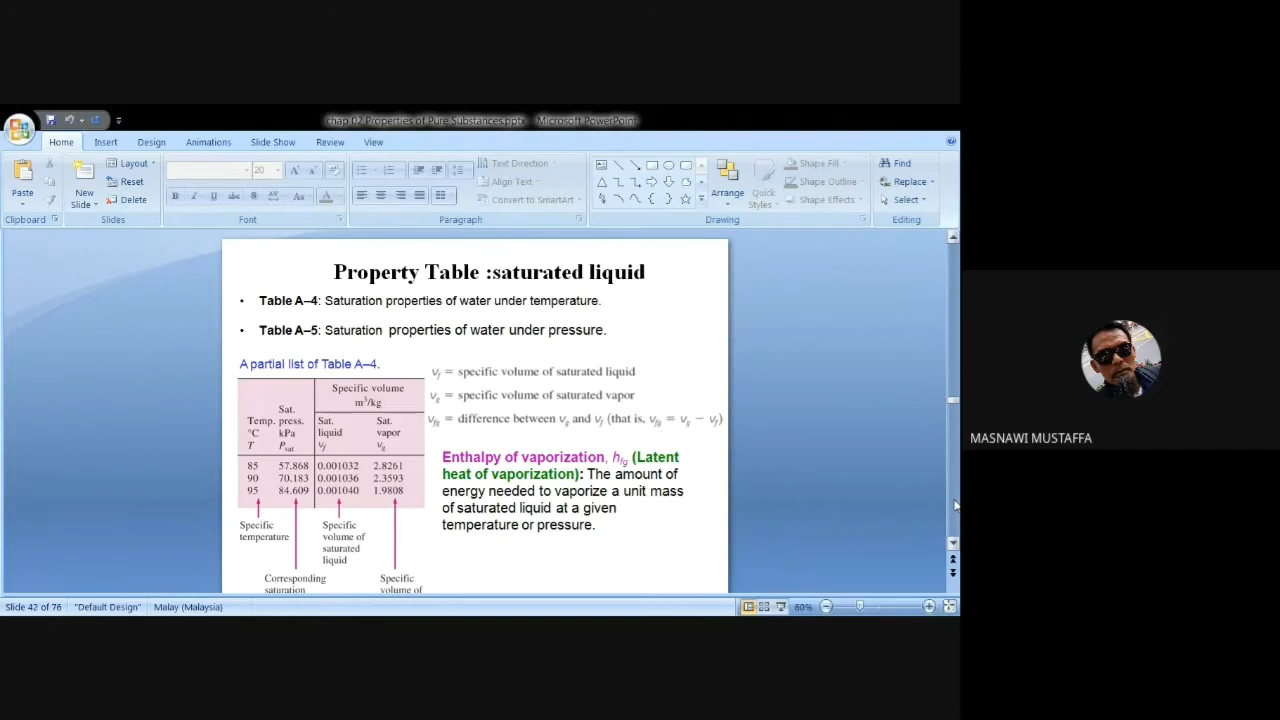 chap 02 Properties of Pure Substances.pptx - Microsoft PowerPoint
Home Insert Design Animations Slide Show Review View
Layout Text Direction Shape Fill Find
20
Paste New Slide Reset Align Text Arrange Quick Styles Shape Outline Replace
Delete B I U abc S AV Aa A Convert to SmartArt Shape Effects Select
Clipboard Slides Font Paragraph Drawing Editing
Property Table :saturated liquid
• Table A–4: Saturation properties of water under temperature.
• Table A–5: Saturation properties of water under pressure.
A partial list of Table A–4.
Specific volume
m³/kg
Sat.
Temp. press. Sat. Sat.
°C kPa liquid vapor
T Psat vf vg
85 57.868 0.001032 2.8261
90 70.183 0.001036 2.3593
95 84.609 0.001040 1.9808
Specific
temperature
Specific
volume of
saturated
liquid
Corresponding
saturation
Specific
volume of
vf = specific volume of saturated liquid
vg = specific volume of saturated vapor
vfg = difference between vg and vf (that is, vfg = vg − vf)
Enthalpy of vaporization, hfg (Latent
heat of vaporization): The amount of
energy needed to vaporize a unit mass
of saturated liquid at a given
temperature or pressure.
Slide 42 of 76 "Default Design" Malay (Malaysia) 60%
MASNAWI MUSTAFFA